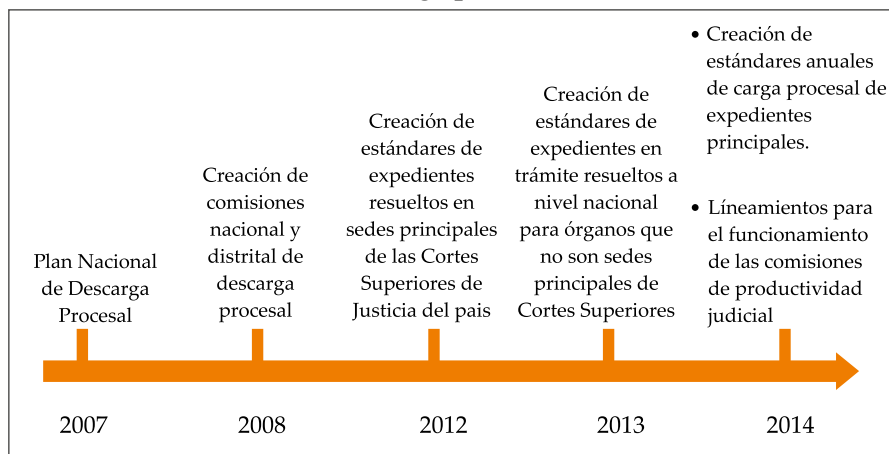 Plan Nacional
de Descarga
Procesal
Creación de
comisiones
nacional y
distrital de
descarga
procesal
Creación de
estándares de
expedientes
resueltos en
sedes principales
de las Cortes
Superiores de
Justicia del pais
Creación de
estándares de
expedientes en
trámite resueltos a
nivel nacional
para órganos que
no son sedes
principales de
Cortes Superiores
• Creación de
estándares anuales
de carga procesal de
expedientes
principales.
• Líneamientos para
el funcionamiento
de las comisiones
de productividad
judicial
2007
2008
2012
2013
2014